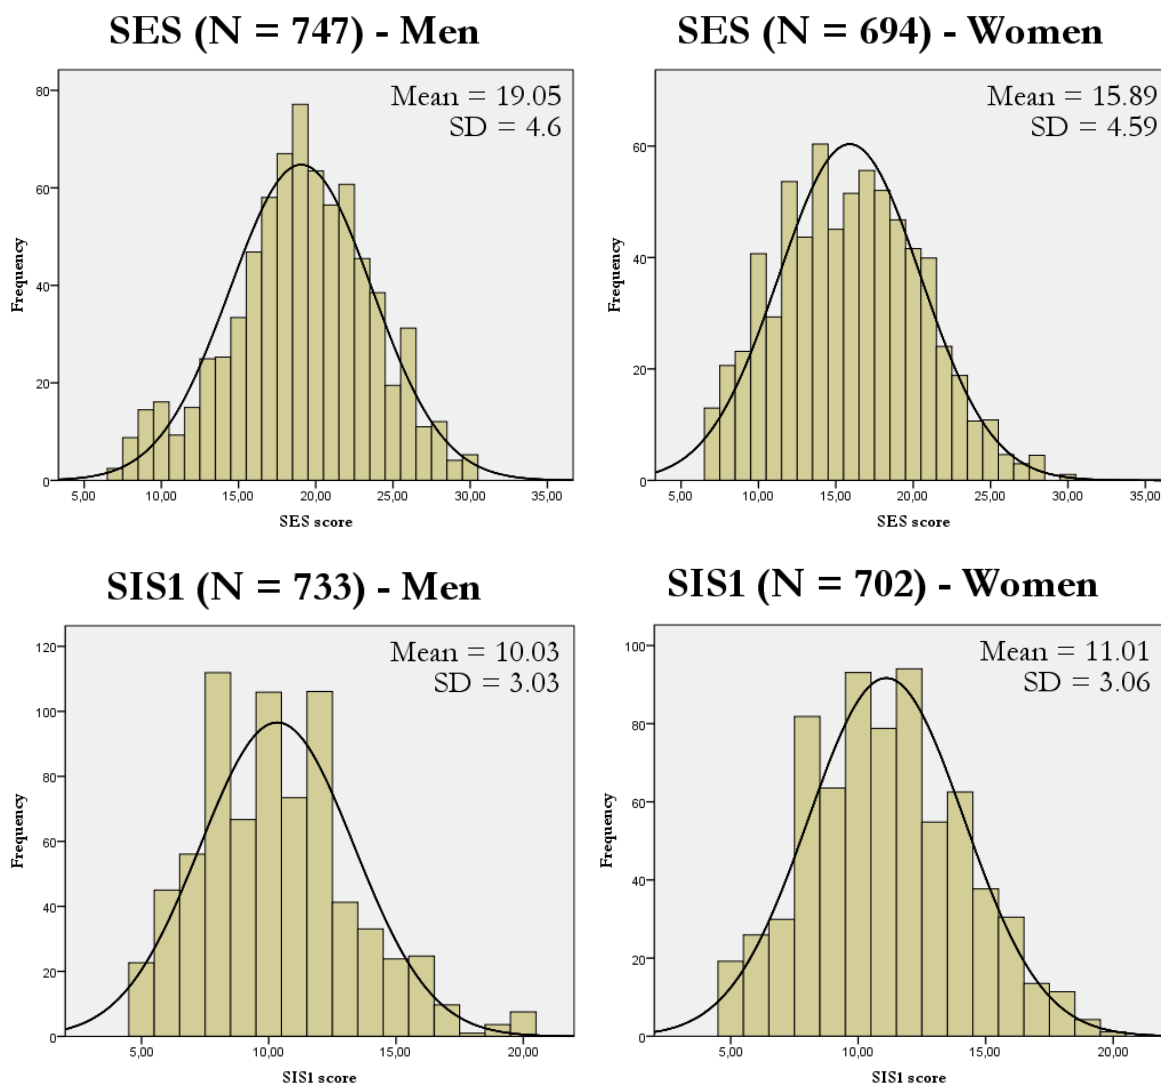 SES (N = 747) - Men
Mean = 19.05
SD = 4.6
80
60
40
20
0
Frequency
5,00 10,00 15,00 20,00 25,00 30,00 35,00
SES score
SES (N = 694) - Women
Mean = 15.89
SD = 4.59
60
40
20
0
Frequency
5,00 10,00 15,00 20,00 25,00 30,00 35,00
SES score
SIS1 (N = 733) - Men
Mean = 10.03
SD = 3.03
120
100
80
60
40
20
0
Frequency
5,00 10,00 15,00 20,00
SIS1 score
SIS1 (N = 702) - Women
Mean = 11.01
SD = 3.06
100
80
60
40
20
0
Frequency
5,00 10,00 15,00 20,00
SIS1 score